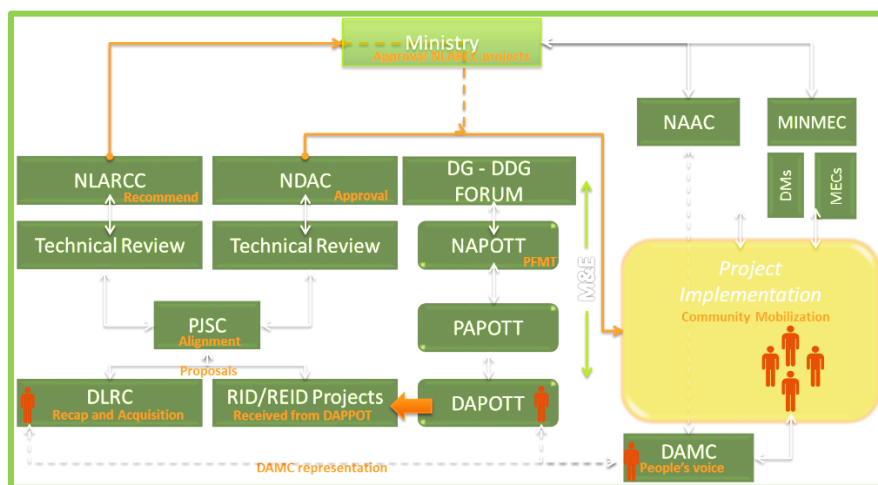 Ministry
Approval NLARCC projects
NAAC
MINMEC
NLARCC
Recommend
NDAC
Approval
DG - DDG
FORUM
DMs
MECs
Technical Review
Technical Review
NAPOTT
PFMT
M&E
Project
Implementation
Community Mobilization
PJSC
Alignment
PAPOTT
Proposals
DLRC
Recap and Acquisition
RID/REID Projects
Received from DAPPOT
DAPOTT
DAMC
People's voice
DAMC representation